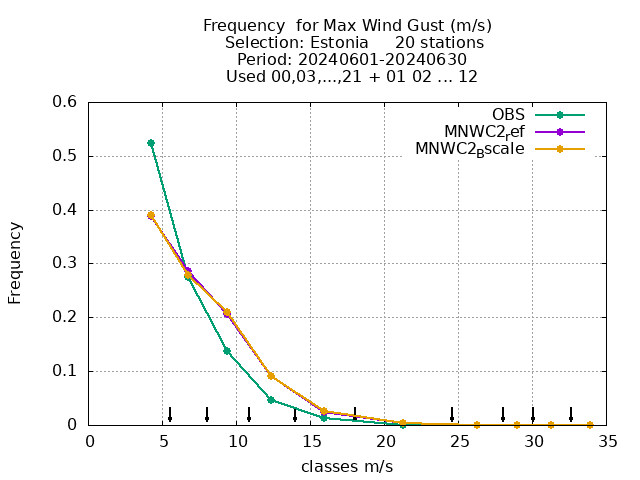 Frequency  for Max Wind Gust (m/s)
Selection: Estonia     20 stations
Period: 20240601-20240630
Used 00,03,...,21 + 01 02 ... 12
OBS
MNWC2_ref
MNWC2_Bscale
0.6
0.5
0.4
0.3
0.2
0.1
0
Frequency
0 5 10 15 20 25 30 35
classes m/s